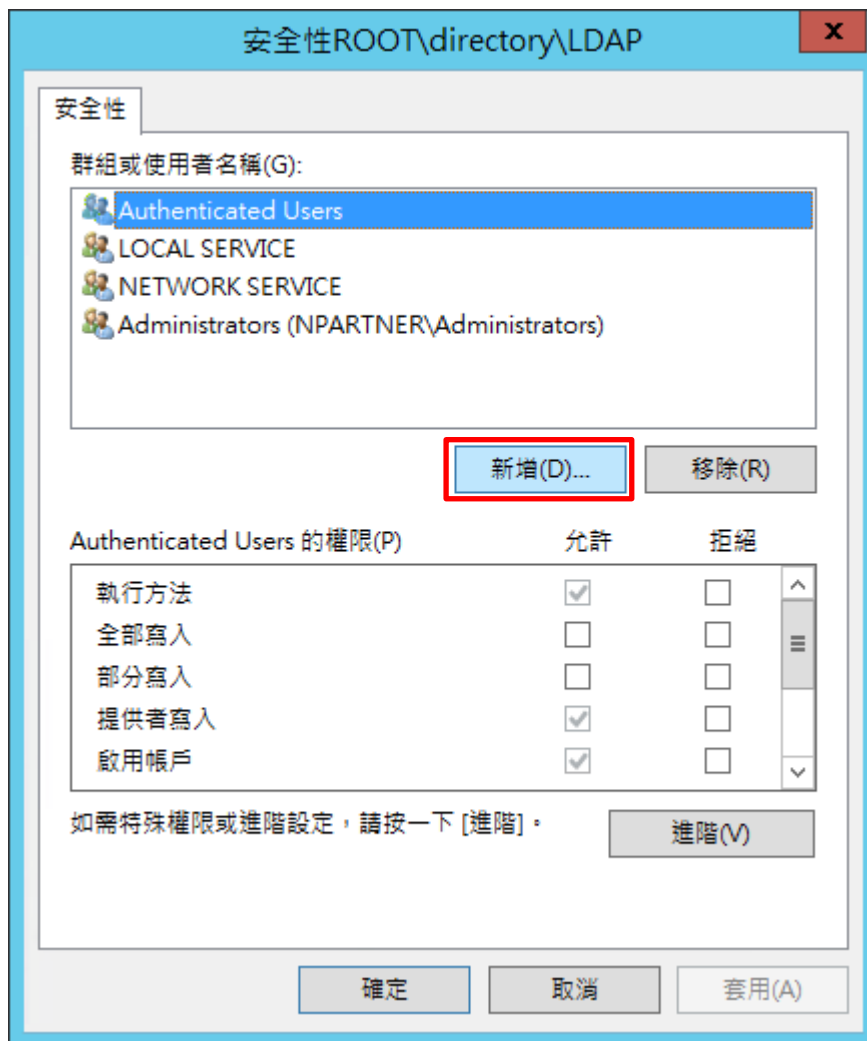 安全性ROOT\directory\LDAP
x
安全性
群組或使用者名稱(G):
Authenticated Users
LOCAL SERVICE
NETWORK SERVICE
Administrators (NPARTNER\Administrators)
新增(D)... 移除(R)
Authenticated Users 的權限(P) 允許 拒絕
執行方法
全部寫入
部分寫入
提供者寫入
啟用帳戶
如需特殊權限或進階設定，請按一下 [進階]。 進階(V)
確定 取消 套用(A)